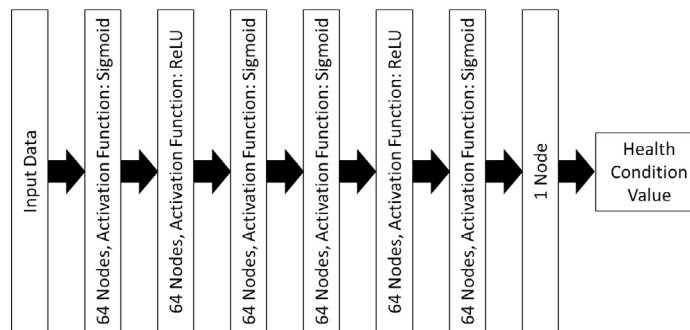 Input Data
64 Nodes, Activation Function: Sigmoid
64 Nodes, Activation Function: ReLU
64 Nodes, Activation Function: Sigmoid
64 Nodes, Activation Function: Sigmoid
64 Nodes, Activation Function: ReLU
64 Nodes, Activation Function: Sigmoid
1 Node
Health
Condition
Value